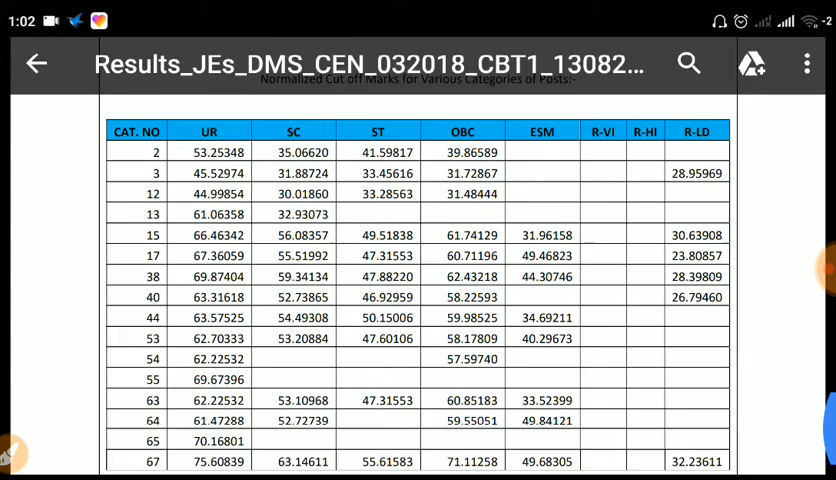 1:02 -2
Results_JEs_DMS_CEN_032018_CBT1_13082...
Normalized Cut off Marks for Various Categories of Posts:-
CAT. NO UR SC ST OBC ESM R-VI R-HI R-LD
2 53.25348 35.06620 41.59817 39.86589
3 45.52974 31.88724 33.45616 31.72867 28.95969
12 44.99854 30.01860 33.28563 31.48444
13 61.06358 32.93073
15 66.46342 56.08357 49.51838 61.74129 31.96158 30.63908
17 67.36059 55.51992 47.31553 60.71196 49.46823 23.80857
38 69.87404 59.34134 47.88220 62.43218 44.30746 28.39809
40 63.31618 52.73865 46.92959 58.22593 26.79460
44 63.57525 54.49308 50.15006 59.98525 34.69211
53 62.70333 53.20884 47.60106 58.17809 40.29673
54 62.22532 57.59740
55 69.67396
63 62.22532 53.10968 47.31553 60.85183 33.52399
64 61.47288 52.72739 59.55051 49.84121
65 70.16801
67 75.60839 63.14611 55.61583 71.11258 49.68305 32.23611